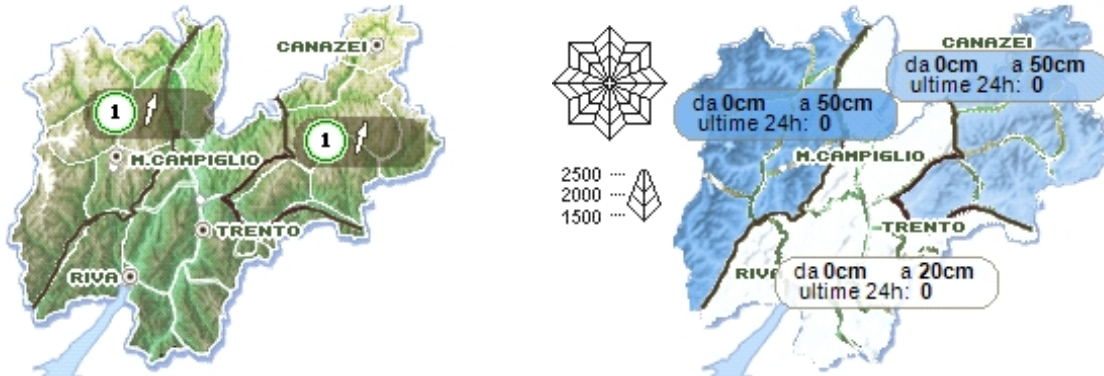 CANAZEI
1
1
M.CAMPIGLIO
TRENTO
RIVA
CANAZEI
da 0cm a 50cm
ultime 24h: 0
da 0cm a 50cm
ultime 24h: 0
M.CAMPIGLIO
2500
2000
1500
TRENTO
RIVA
da 0cm a 20cm
ultime 24h: 0